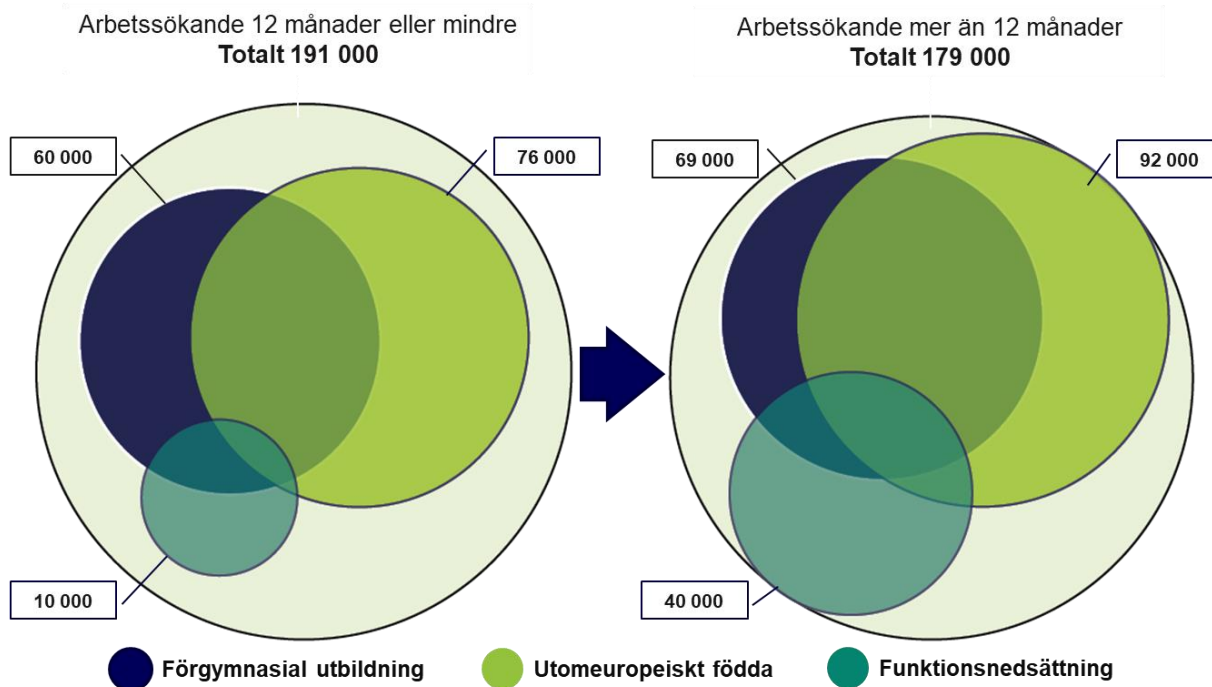 Arbetssökande 12 månader eller mindre
Totalt 191 000
Arbetssökande mer än 12 månader
Totalt 179 000
60 000
76 000
69 000
92 000
10 000
40 000
Förgymnasial utbildning
Utomeuropeiskt födda
Funktionsnedsättning